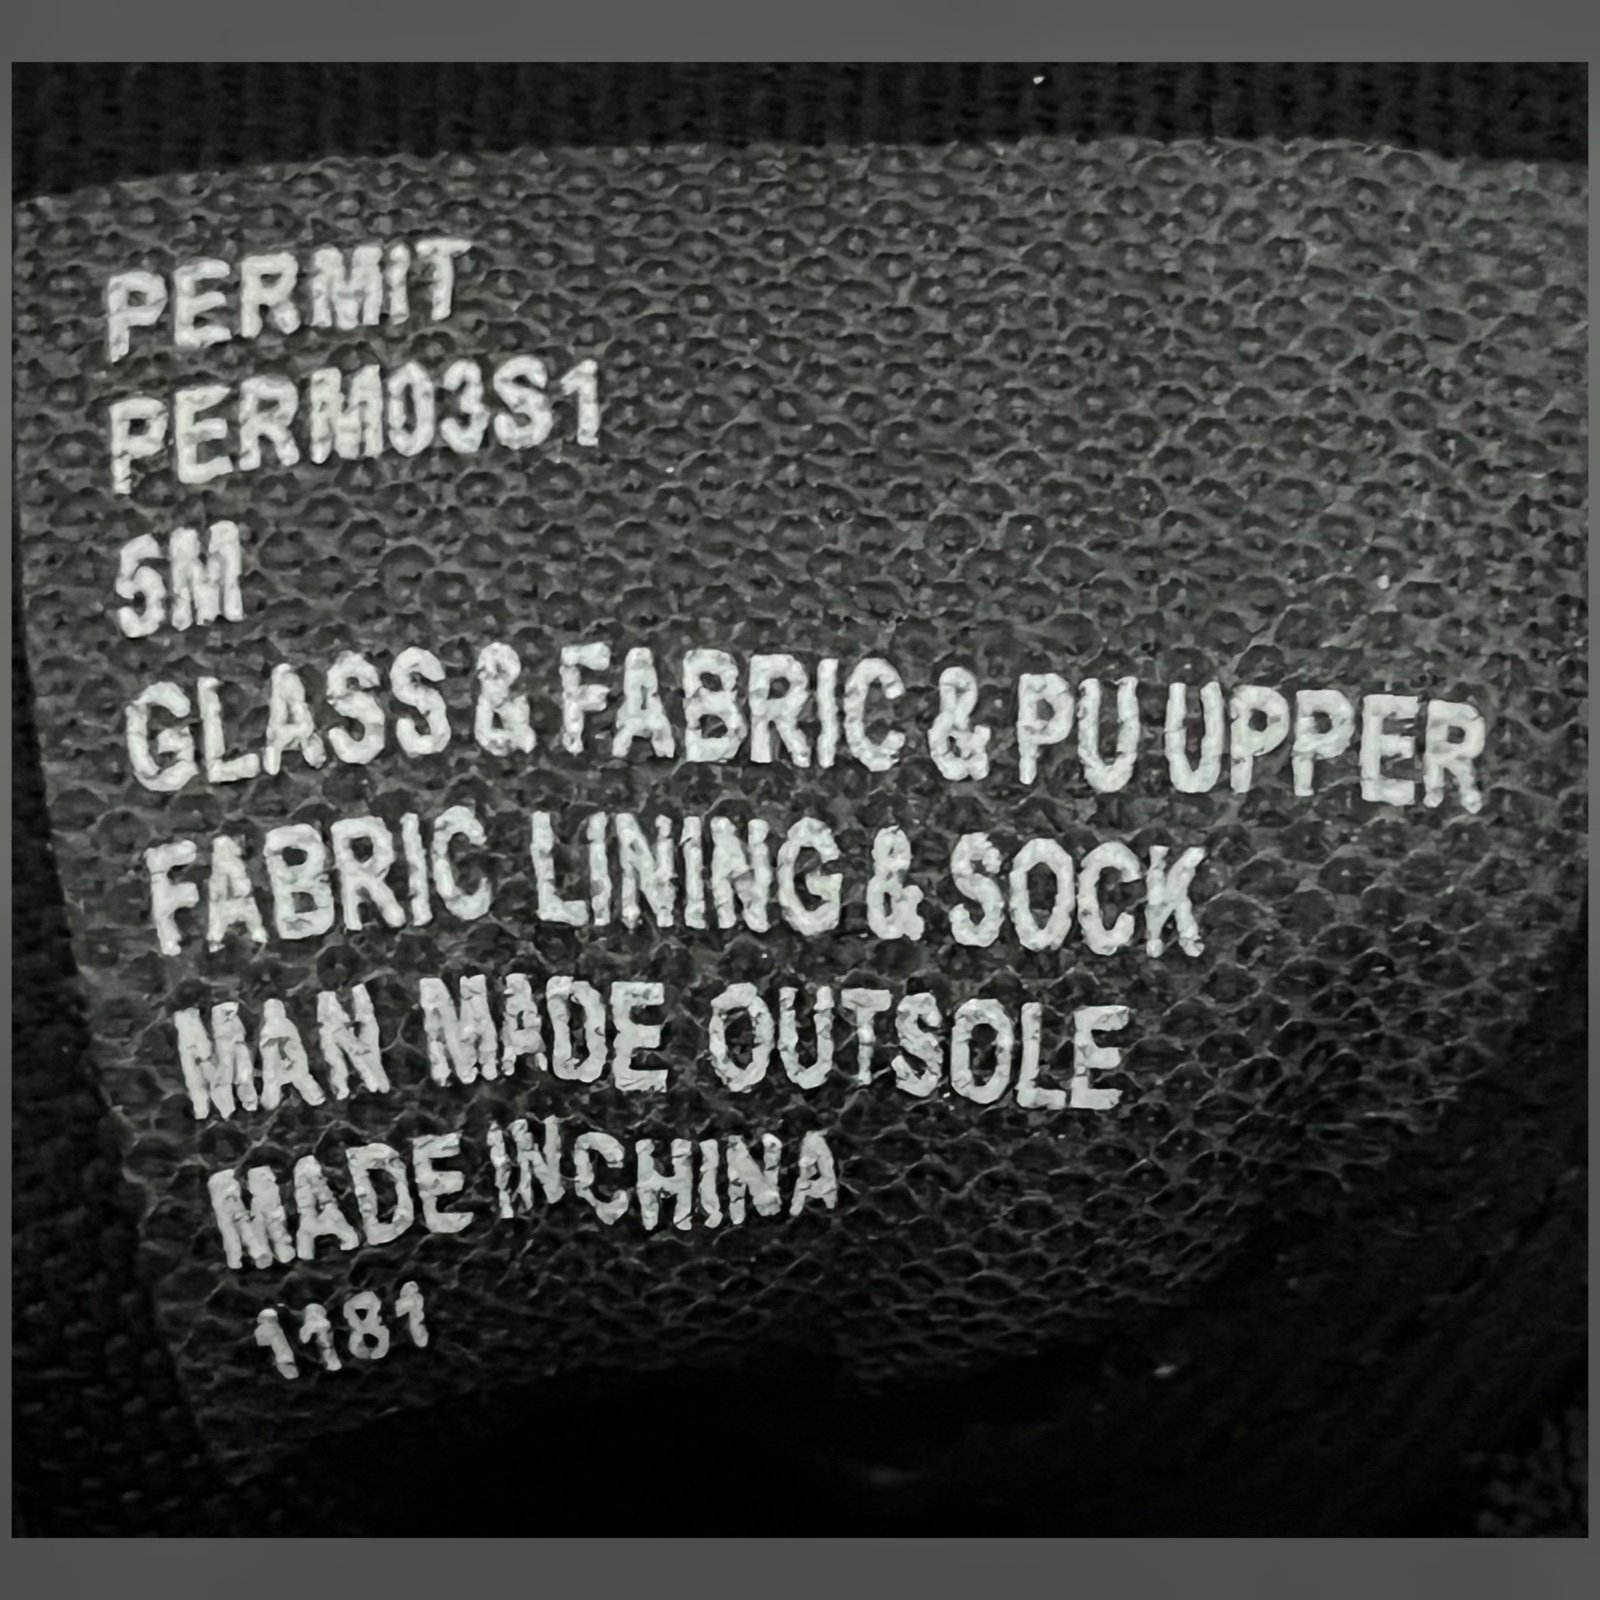 PERMIT
PERM03S1
5M
GLASS & FABRIC & PU UPPER
FABRIC LINING & SOCK
MAN MADE OUTSOLE
MADE IN CHINA
1181